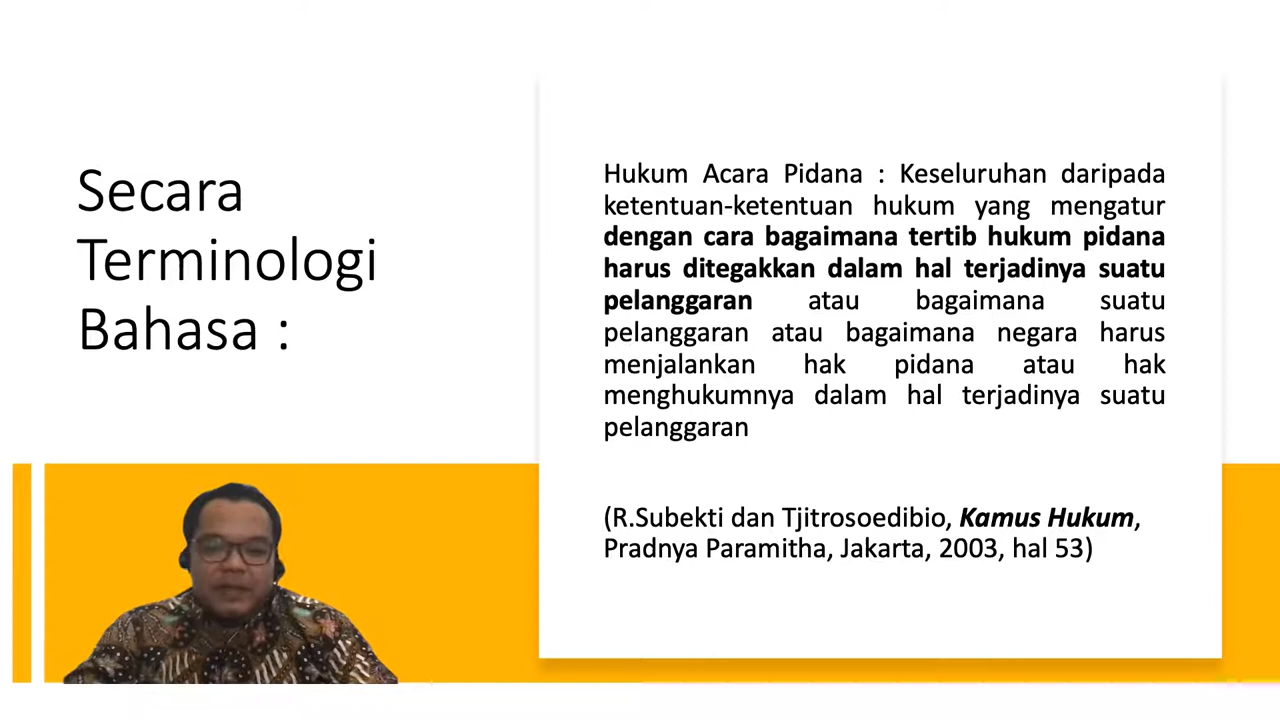 Secara
Terminologi
Bahasa :
Hukum Acara Pidana : Keseluruhan daripada
ketentuan-ketentuan hukum yang mengatur
dengan cara bagaimana tertib hukum pidana
harus ditegakkan dalam hal terjadinya suatu
pelanggaran atau bagaimana suatu
pelanggaran atau bagaimana negara harus
menjalankan hak pidana atau hak
menghukumnya dalam hal terjadinya suatu
pelanggaran
(R.Subekti dan Tjitrosoedibio, Kamus Hukum,
Pradnya Paramitha, Jakarta, 2003, hal 53)